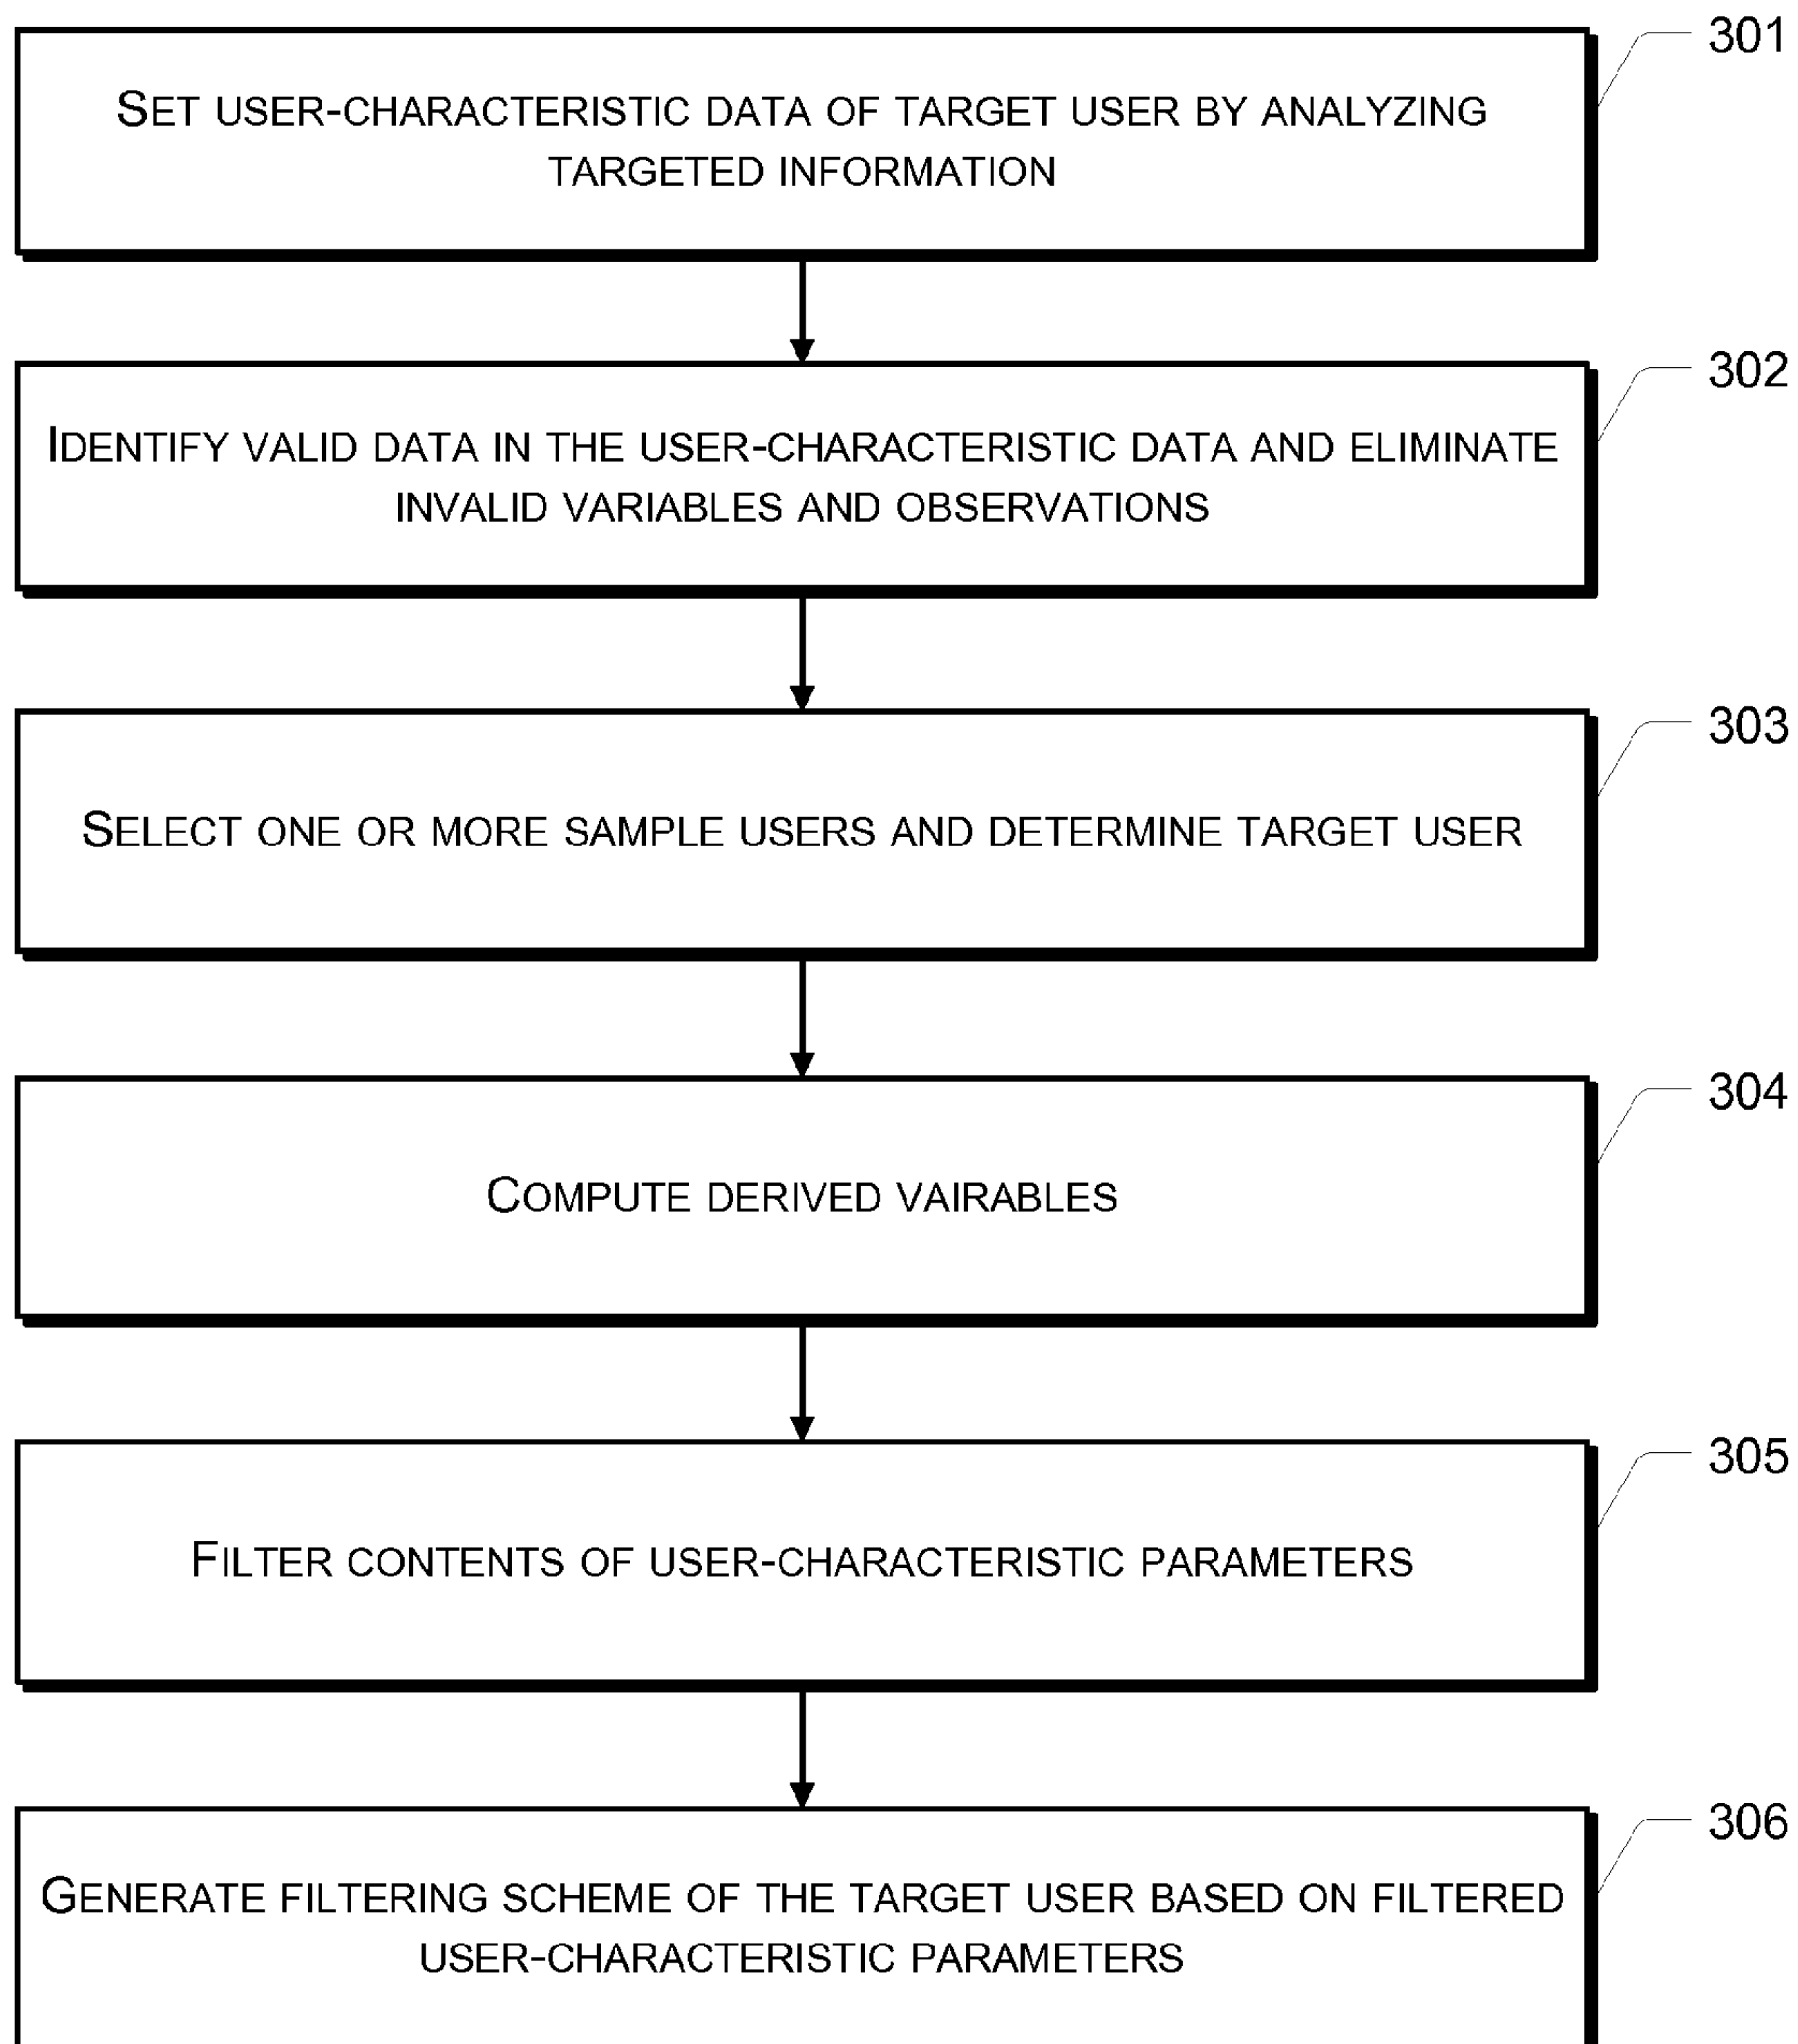 301
SET USER-CHARACTERISTIC DATA OF TARGET USER BY ANALYZING
TARGETED INFORMATION
302
IDENTIFY VALID DATA IN THE USER-CHARACTERISTIC DATA AND ELIMINATE
INVALID VARIABLES AND OBSERVATIONS
303
SELECT ONE OR MORE SAMPLE USERS AND DETERMINE TARGET USER
304
COMPUTE DERIVED VAIRABLES
305
FILTER CONTENTS OF USER-CHARACTERISTIC PARAMETERS
306
GENERATE FILTERING SCHEME OF THE TARGET USER BASED ON FILTERED
USER-CHARACTERISTIC PARAMETERS